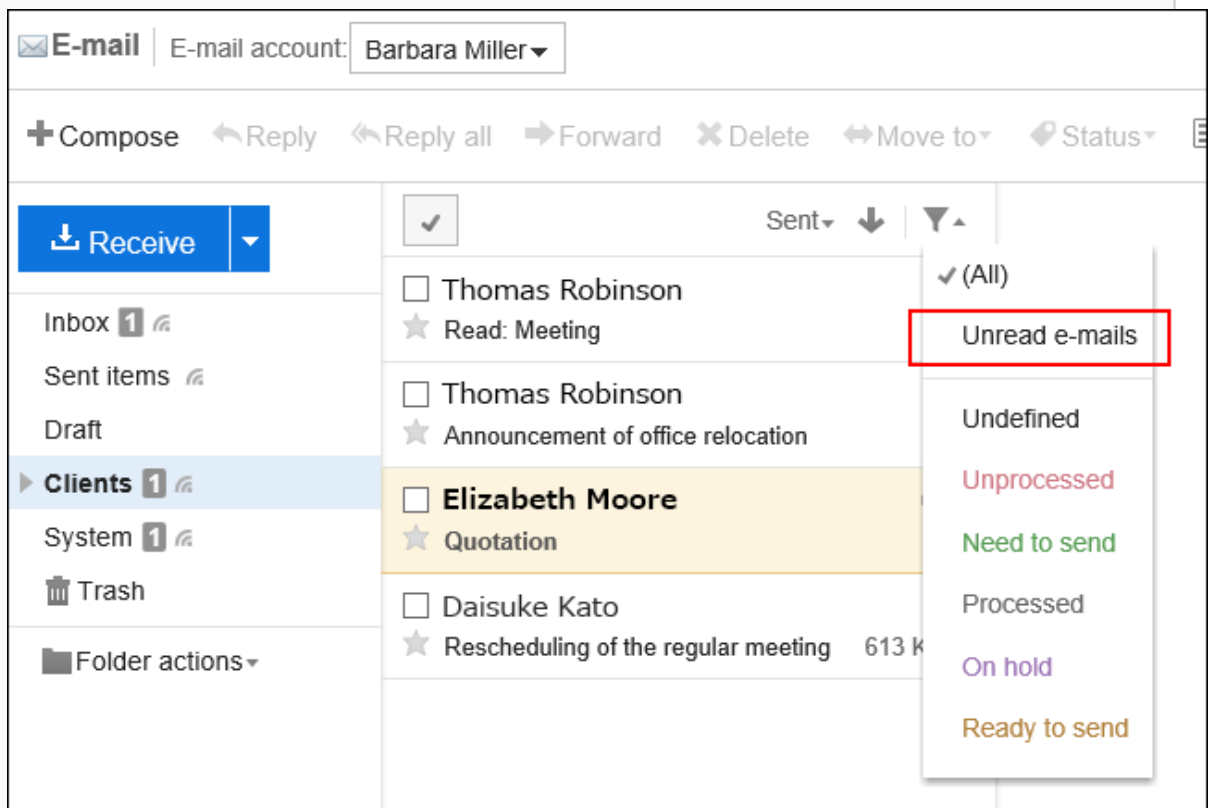 E-mail E-mail account: Barbara Miller
Compose Reply Reply all Forward Delete Move to Status
Receive
Inbox 1
Sent items
Draft
Clients 1
System 1
Trash
Folder actions
Sent
Thomas Robinson
Read: Meeting
Thomas Robinson
Announcement of office relocation
Elizabeth Moore
Quotation
Daisuke Kato
Rescheduling of the regular meeting 613 K
(All)
Unread e-mails
Undefined
Unprocessed
Need to send
Processed
On hold
Ready to send